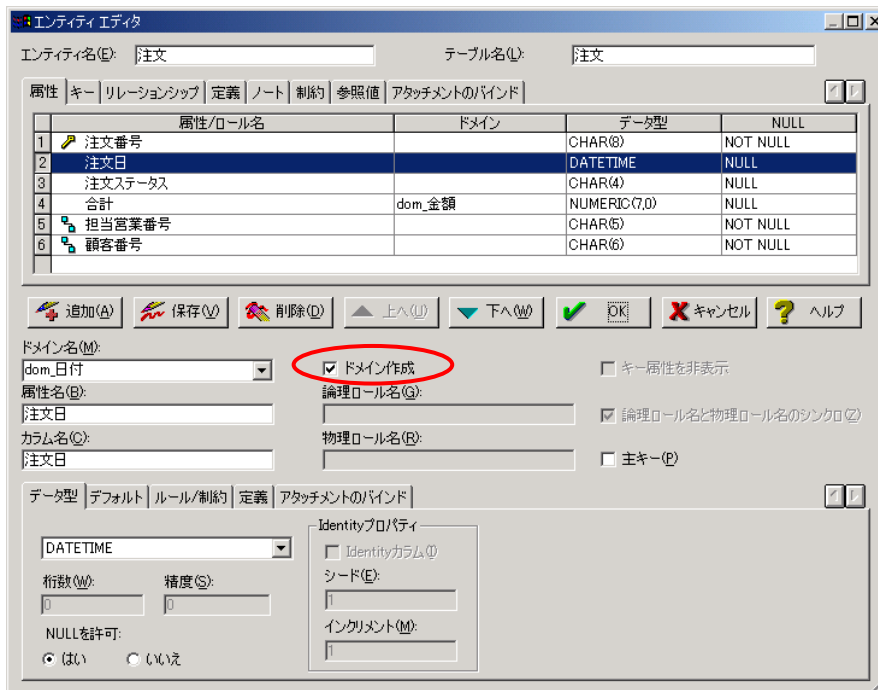 エンティティ エディタ
エンティティ名(E): 注文 テーブル名(L): 注文
属性 キー リレーションシップ 定義 ノート 制約 参照値 アタッチメントのバインド
属性/ロール名 ドメイン データ型 NULL
1 注文番号 CHAR(8) NOT NULL
2 注文日 DATETIME NULL
3 注文ステータス CHAR(4) NULL
4 合計 dom_金額 NUMERIC(7,0) NULL
5 担当営業番号 CHAR(5) NOT NULL
6 顧客番号 CHAR(6) NOT NULL
追加(A) 保存(V) 削除(D) 上へ(U) 下へ(W) OK キャンセル ヘルプ
ドメイン名(M):
dom_日付 ドメイン作成 キー属性を非表示
属性名(B): 論理ロール名(G):
注文日 論理ロール名と物理ロール名のシンクロ(Z)
カラム名(C): 物理ロール名(R):
注文日 主キー(P)
データ型 デフォルト ルール/制約 定義 アタッチメントのバインド
Identityプロパティ
DATETIME Identityカラム(I)
桁数(W): 精度(S): シード(E):
0 0 1
NULLを許可: インクリメント(M):
はい いいえ 1